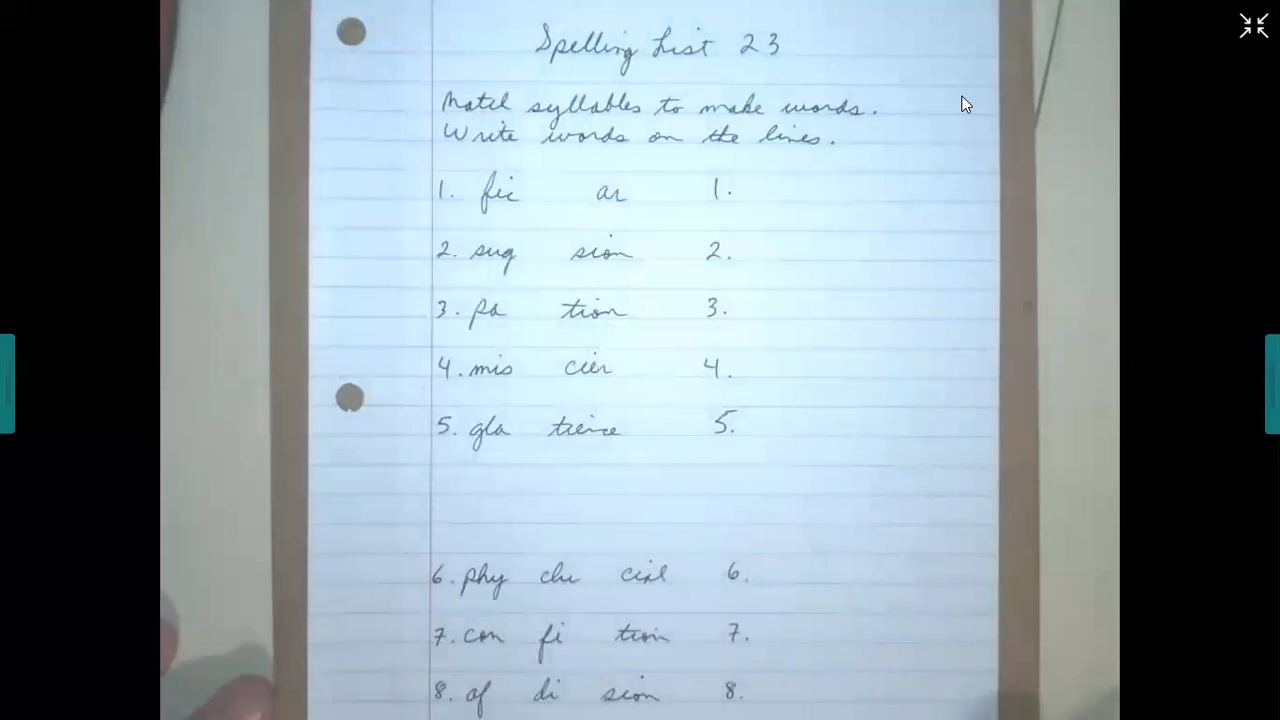 Spelling List 23
Match syllables to make words.
Write words on the lines.
1. fic ar 1.
2. sug sion 2.
3. pa tion 3.
4. mis cier 4.
5. gla tience 5.
6. phy cial 6.
7. con fi tion 7.
8. of di sion 8.